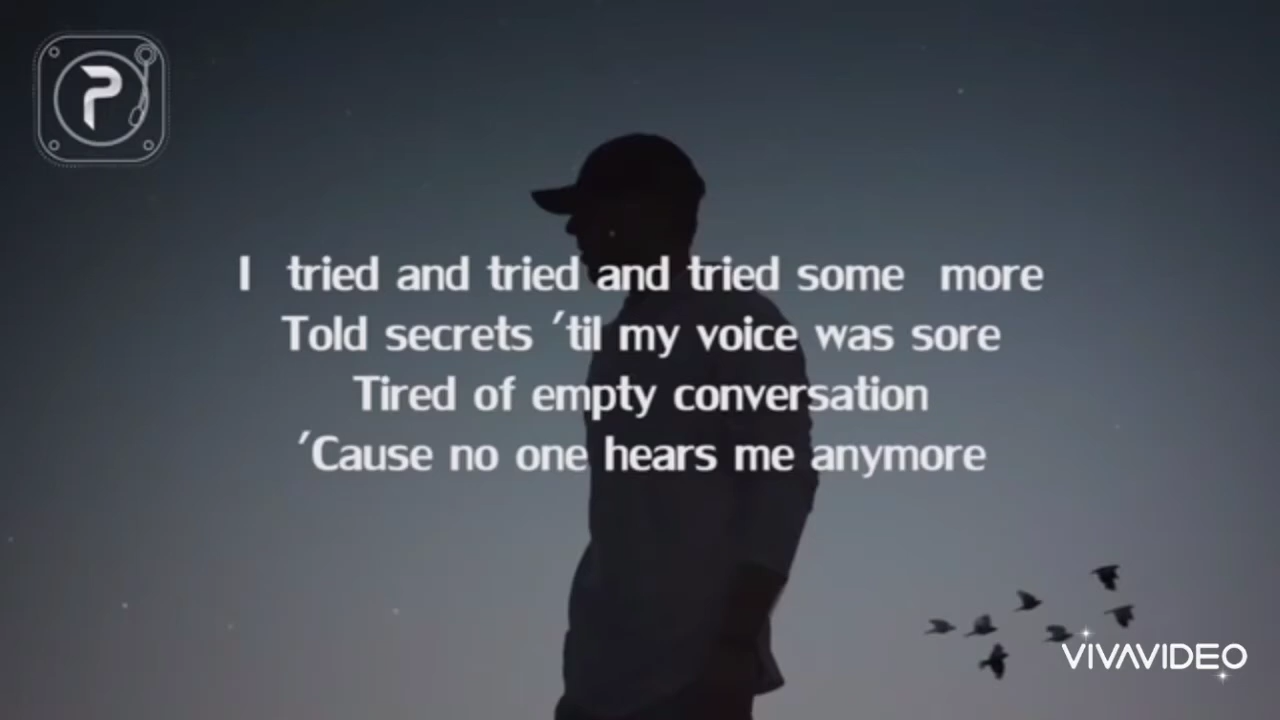 P
I tried and tried and tried some more
Told secrets ’til my voice was sore
Tired of empty conversation
’Cause no one hears me anymore
VIVAVIDEO